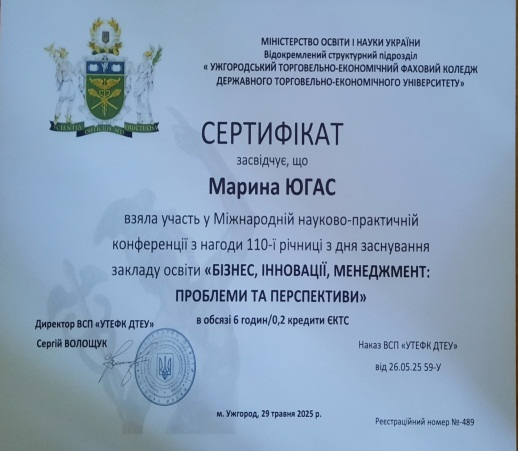 МІНІСТЕРСТВО ОСВІТИ І НАУКИ УКРАЇНИ
Відокремлений структурний підрозділ
« УЖГОРОДСЬКИЙ ТОРГОВЕЛЬНО-ЕКОНОМІЧНИЙ ФАХОВИЙ КОЛЕДЖ
ДЕРЖАВНОГО ТОРГОВЕЛЬНО-ЕКОНОМІЧНОГО УНІВЕРСИТЕТУ»
СЕРТИФІКАТ
засвідчує, що
Марина ЮГАС
взяла участь у Міжнародній науково-практичній
конференції з нагоди 110-ї річниці з дня заснування
закладу освіти «БІЗНЕС, ІННОВАЦІЇ, МЕНЕДЖМЕНТ:
ПРОБЛЕМИ ТА ПЕРСПЕКТИВИ»
в обсязі 6 годин/0,2 кредити ЄКТС
Директор ВСП «УТЕФК ДТЕУ»
Сергій ВОЛОЩУК
Наказ ВСП «УТЕФК ДТЕУ»
від 26.05.25 59-У
м. Ужгород, 29 травня 2025 р.
Реєстраційний номер №-489